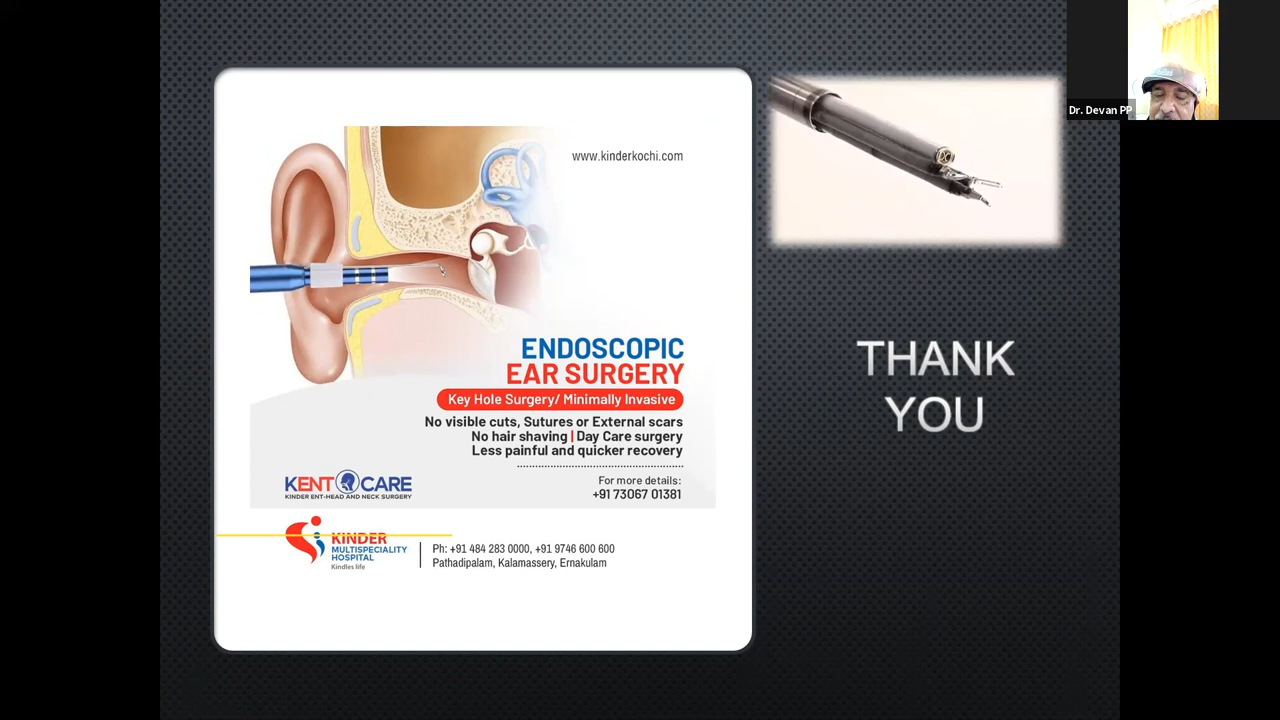 www.kinderkochi.com
ENDOSCOPIC
EAR SURGERY
Key Hole Surgery/ Minimally Invasive
No visible cuts, Sutures or External scars
No hair shaving | Day Care surgery
Less painful and quicker recovery
For more details:
+91 73067 01381
KENT CARE
KINDER ENT-HEAD AND NECK SURGERY
KINDER
MULTISPECIALITY
HOSPITAL
Kindles life
Ph: +91 484 283 0000, +91 9746 600 600
Pathadipalam, Kalamassery, Ernakulam
THANK
YOU
Dr. Devan PP